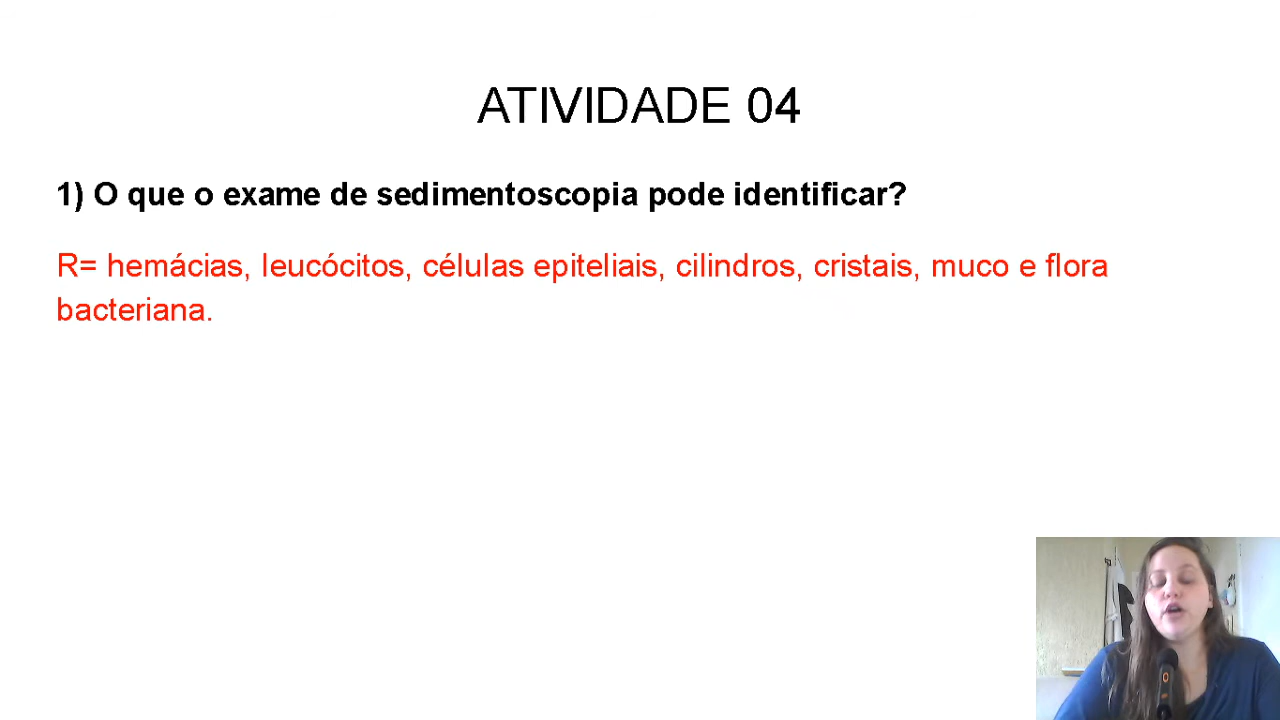 ATIVIDADE 04
1) O que o exame de sedimentoscopia pode identificar?
R= hemácias, leucócitos, células epiteliais, cilindros, cristais, muco e flora
bacteriana.